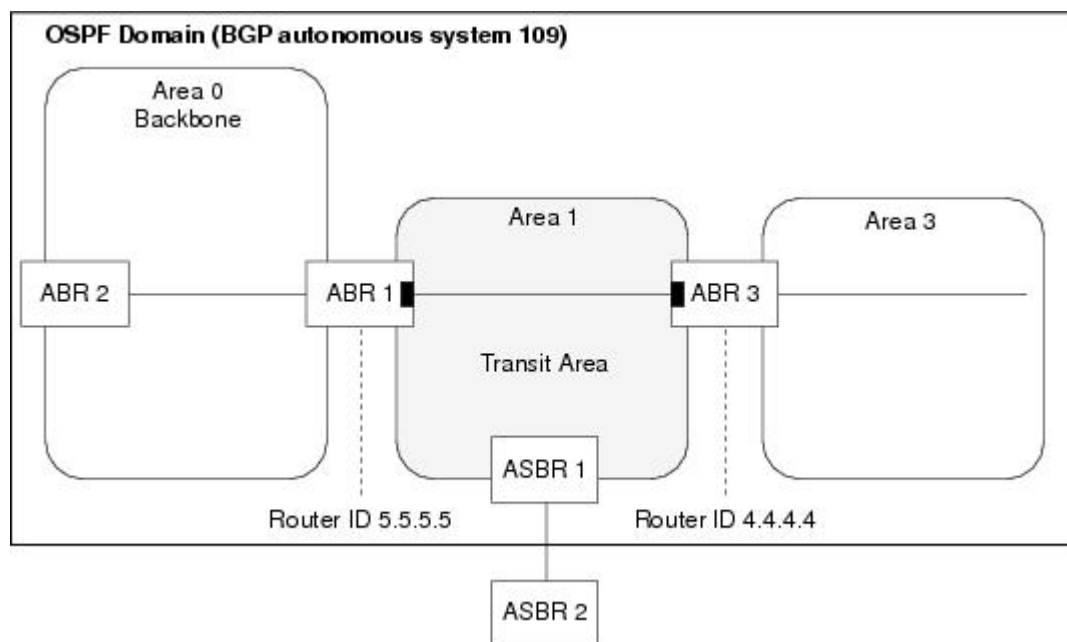 OSPF Domain (BGP autonomous system 109)
Area 0
Backbone
Area 1
Area 3
ABR 2
ABR 1
ABR 3
Transit Area
ASBR 1
Router ID 5.5.5.5
Router ID 4.4.4.4
ASBR 2